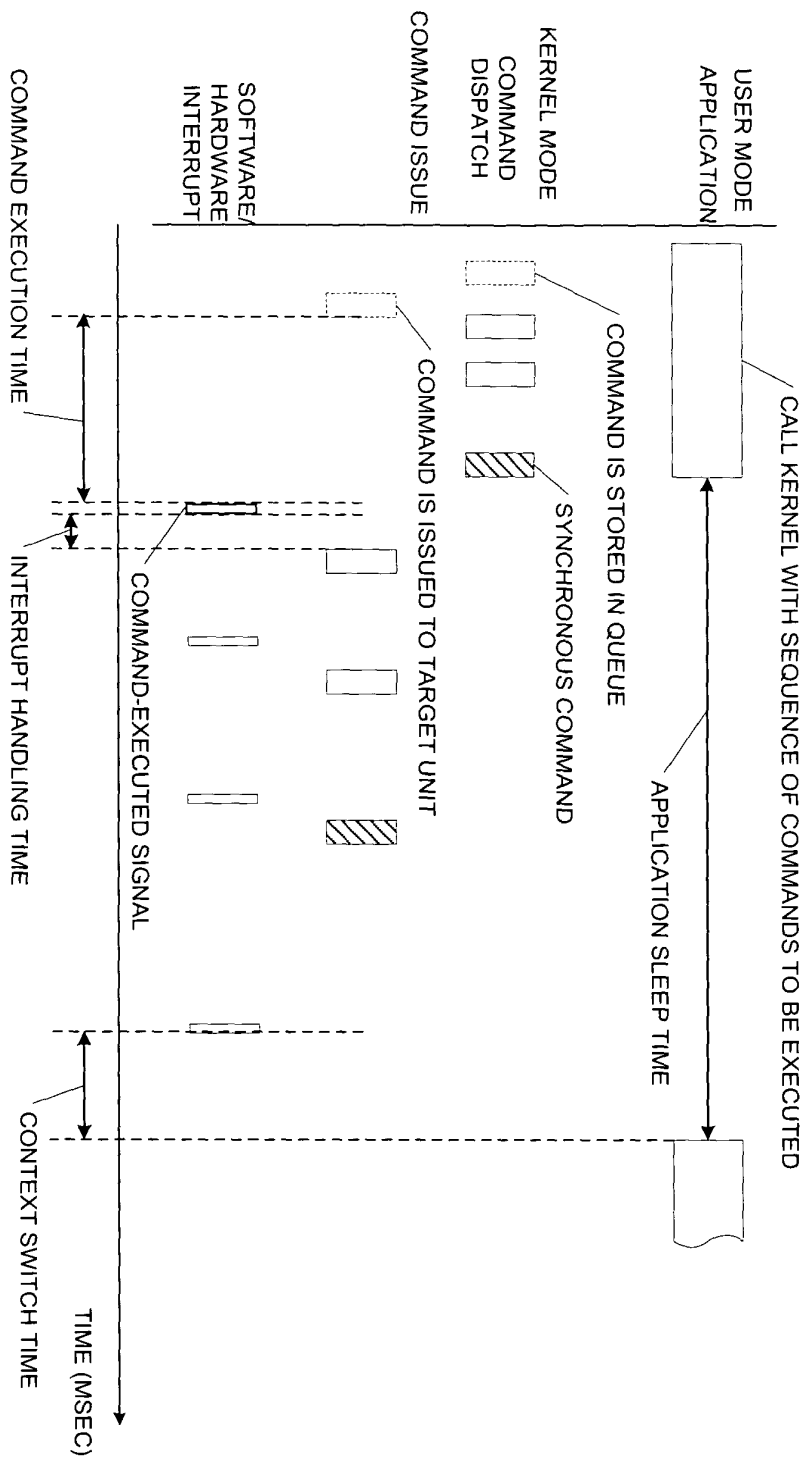 CALL KERNEL WITH SEQUENCE OF COMMANDS TO BE EXECUTED
USER MODE
APPLICATION
APPLICATION SLEEP TIME
COMMAND IS STORED IN QUEUE
SYNCHRONOUS COMMAND
KERNEL MODE
COMMAND
DISPATCH
COMMAND IS ISSUED TO TARGET UNIT
COMMAND ISSUE
SOFTWARE/
HARDWARE
INTERRUPT
COMMAND-EXECUTED SIGNAL
TIME (MSEC)
COMMAND EXECUTION TIME
INTERRUPT HANDLING TIME
CONTEXT SWITCH TIME